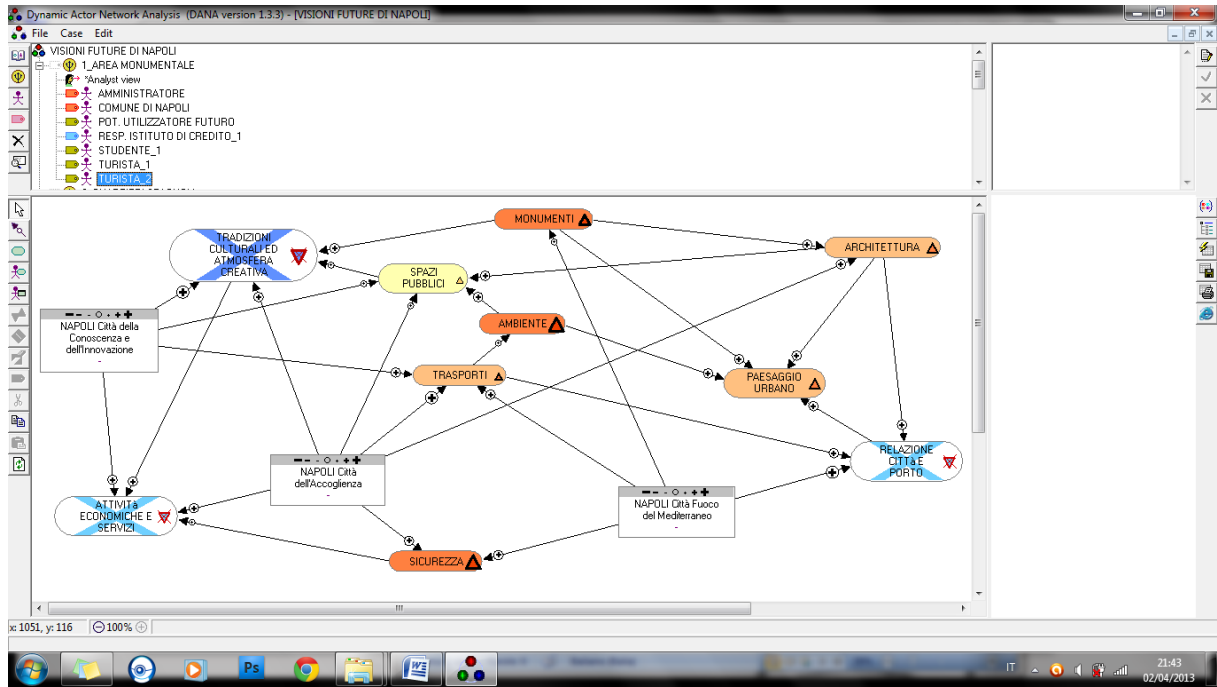 Dynamic Actor Network Analysis (DANA version 1.3.3) - [VISIONI FUTURE DI NAPOLI]
File Case Edit
VISIONI FUTURE DI NAPOLI
1_AREA MONUMENTALE
*Analyst view
AMMINISTRATORE
COMUNE DI NAPOLI
POT. UTILIZZATORE FUTURO
RESP. ISTITUTO DI CREDITO_1
STUDENTE_1
TURISTA_1
TURISTA_2
MONUMENTI
TRADIZIONI
CULTURALI ED
ATMOSFERA
CREATIVA
ARCHITETTURA
SPAZI
PUBBLICI
AMBIENTE
NAPOLI Città della
Conoscenza e
dell'Innovazione
-
TRASPORTI
PAESAGGIO
URBANO
RELAZIONE
CITTà E
PORTO
NAPOLI Città
dell'Accoglienza
-
NAPOLI Città Fuoco
del Mediterraneo
-
ATTIVITà
ECONOMICHE E
SERVIZI
SICUREZZA
x: 1051, y: 116 100%
Ps
IT
21:43
02/04/2013